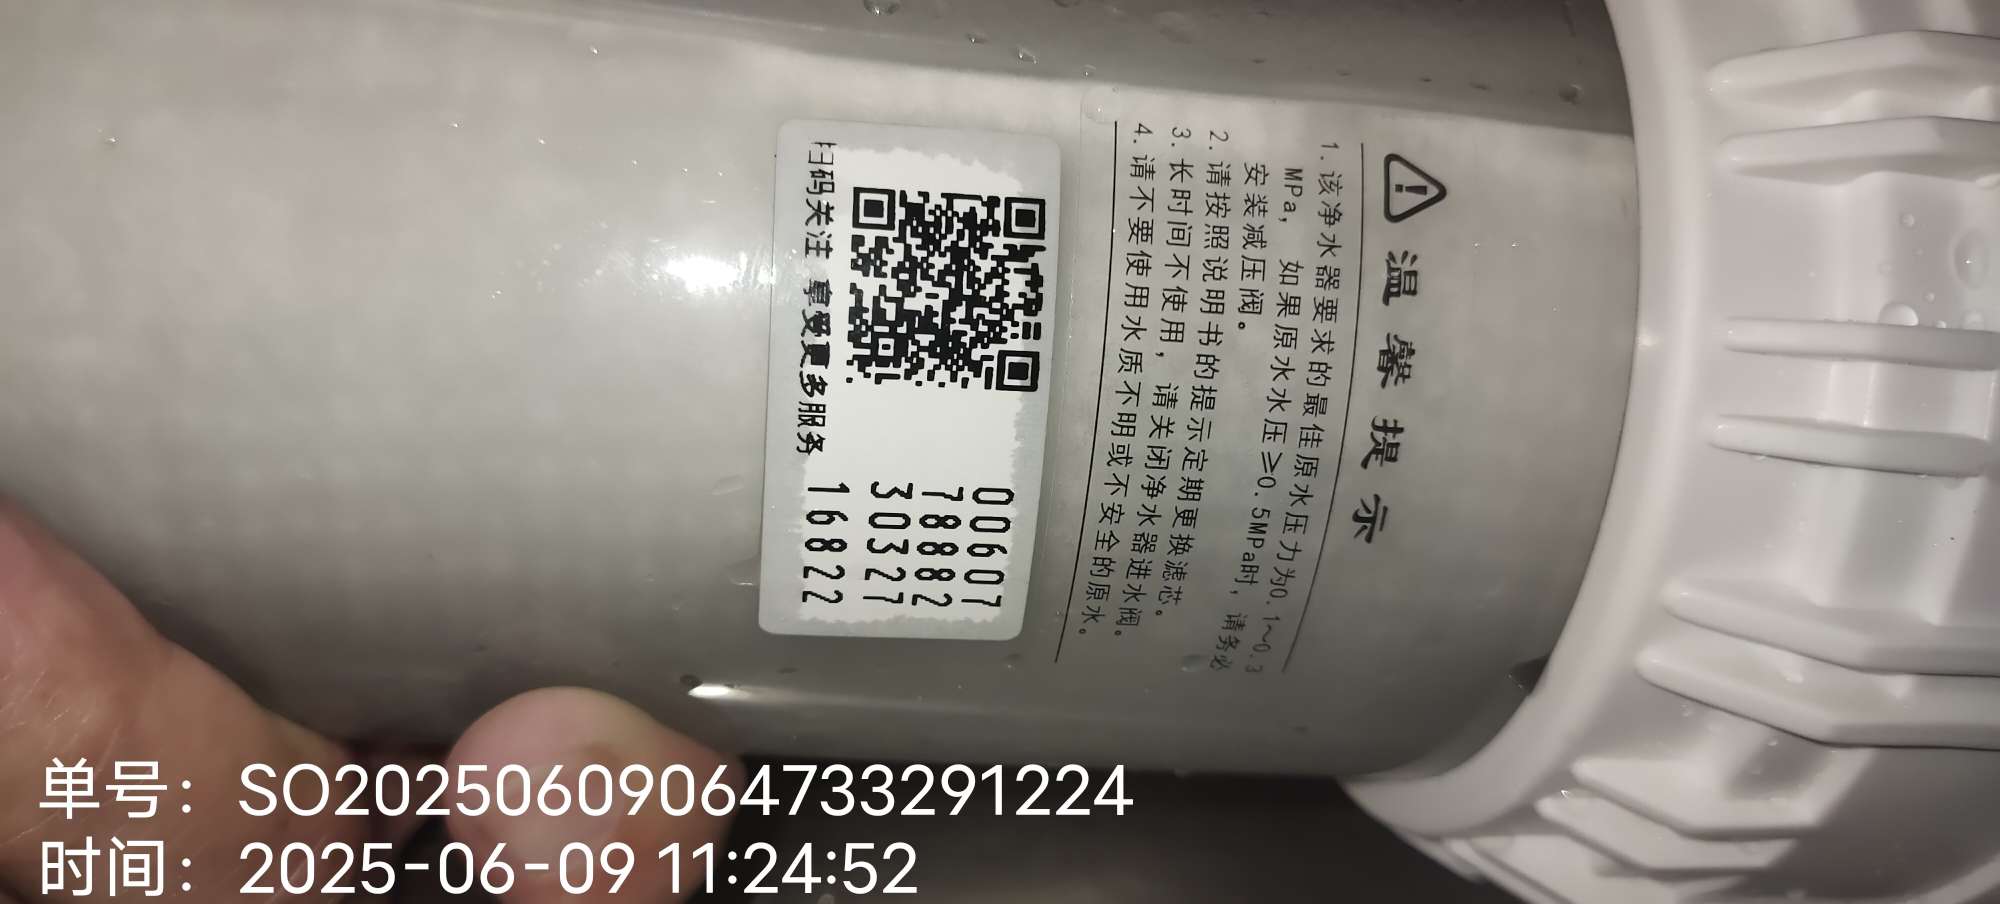 温馨提示
1.该净水器要求的最佳原水压力为0.1~0.3
MPa，如果原水水压≥0.5MPa时，请务必
安装减压阀。
2.请按照说明书的提示定期更换滤芯。
3.长时间不使用，请关闭净水器进水阀。
4.请不要使用水质不明或不安全的原水。
00607
78882
30327
16822
扫码关注 享受更多服务
单号：SO20250609064733291224
时间：2025-06-09 11:24:52